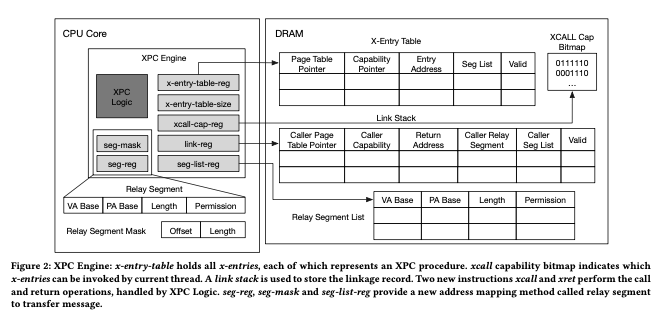 CPU Core
XPC Engine
XPC
Logic
x-entry-table-reg
x-entry-table-size
xcall-cap-reg
link-reg
seg-list-reg
seg-mask
seg-reg
Relay Segment
VA Base PA Base Length Permission
Relay Segment Mask Offset Length
DRAM
X-Entry Table
Page Table
Pointer
Capability
Pointer
Entry
Address
Seg List
Valid
XCALL Cap
Bitmap
0111110
0001110
...
Link Stack
Caller Page
Table Pointer
Caller
Capability
Return
Address
Caller Relay
Segment
Caller
Seg List
Valid
VA Base PA Base Length Permission
Relay Segment List
Figure 2: XPC Engine: x-entry-table holds all x-entries, each of which represents an XPC procedure. xcall capability bitmap indicates which
x-entries can be invoked by current thread. A link stack is used to store the linkage record. Two new instructions xcall and xret perform the call
and return operations, handled by XPC Logic. seg-reg, seg-mask and seg-list-reg provide a new address mapping method called relay segment
to transfer message.